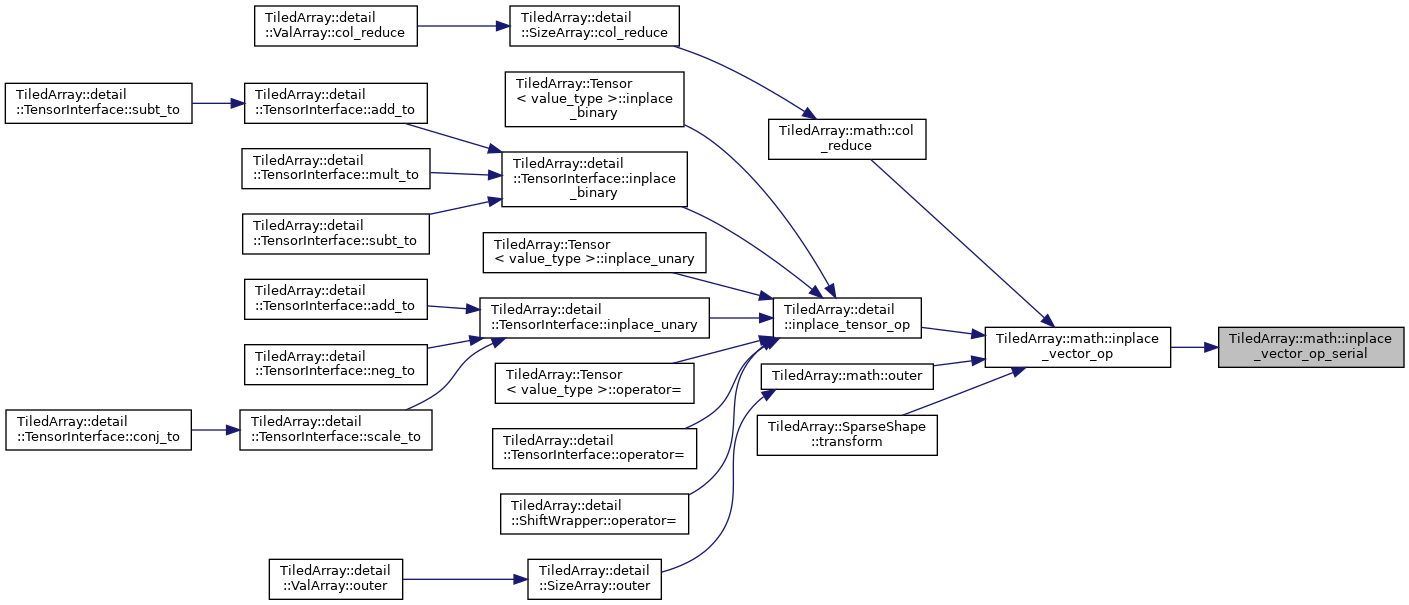 TiledArray::detail
::ValArray::col_reduce
TiledArray::detail
::SizeArray::col_reduce
TiledArray::detail
::TensorInterface::subt_to
TiledArray::detail
::TensorInterface::add_to
TiledArray::Tensor
< value_type >::inplace
_binary
TiledArray::math::col
_reduce
TiledArray::detail
::TensorInterface::mult_to
TiledArray::detail
::TensorInterface::inplace
_binary
TiledArray::detail
::TensorInterface::subt_to
TiledArray::Tensor
< value_type >::inplace_unary
TiledArray::detail
::TensorInterface::add_to
TiledArray::detail
::TensorInterface::inplace_unary
TiledArray::detail
::inplace_tensor_op
TiledArray::math::inplace
_vector_op
TiledArray::math::inplace
_vector_op_serial
TiledArray::detail
::TensorInterface::neg_to
TiledArray::Tensor
< value_type >::operator=
TiledArray::math::outer
TiledArray::detail
::TensorInterface::conj_to
TiledArray::detail
::TensorInterface::scale_to
TiledArray::detail
::TensorInterface::operator=
TiledArray::SparseShape
::transform
TiledArray::detail
::ShiftWrapper::operator=
TiledArray::detail
::ValArray::outer
TiledArray::detail
::SizeArray::outer